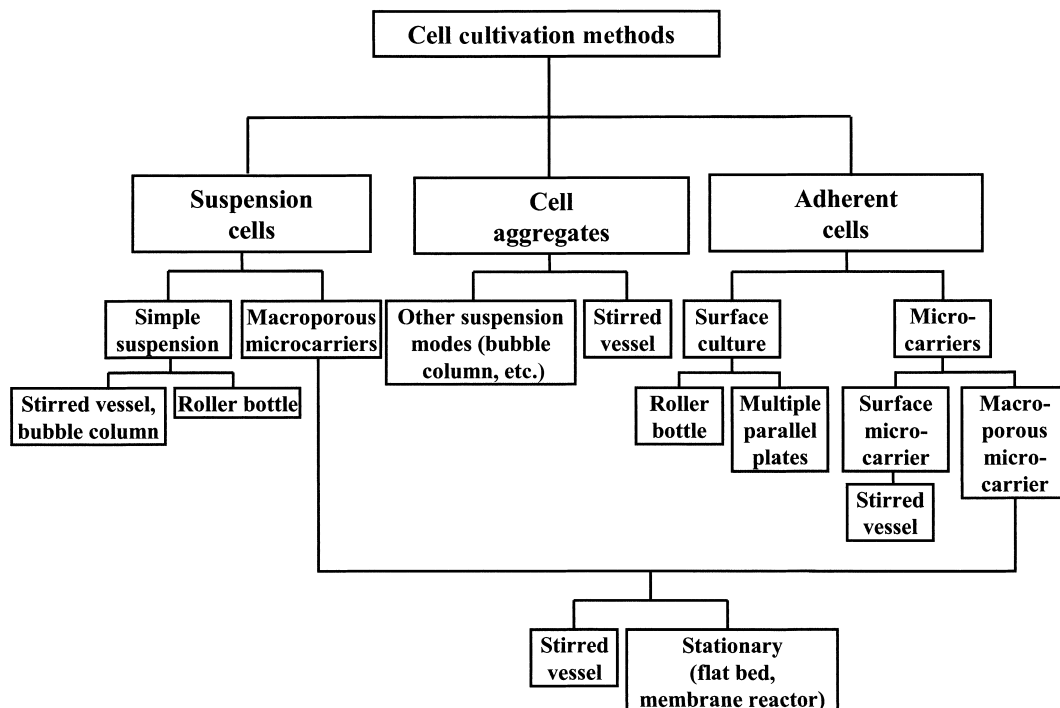 Cell cultivation methods
Suspension
cells
Cell
aggregates
Adherent
cells
Simple
suspension
Macroporous
microcarriers
Other suspension
modes (bubble
column, etc.)
Stirred
vessel
Surface
culture
Micro-
carriers
Stirred vessel,
bubble column
Roller bottle
Roller
bottle
Multiple
parallel
plates
Surface
micro-
carrier
Macro-
porous
micro-
carrier
Stirred
vessel
Stirred
vessel
Stationary
(flat bed,
membrane reactor)